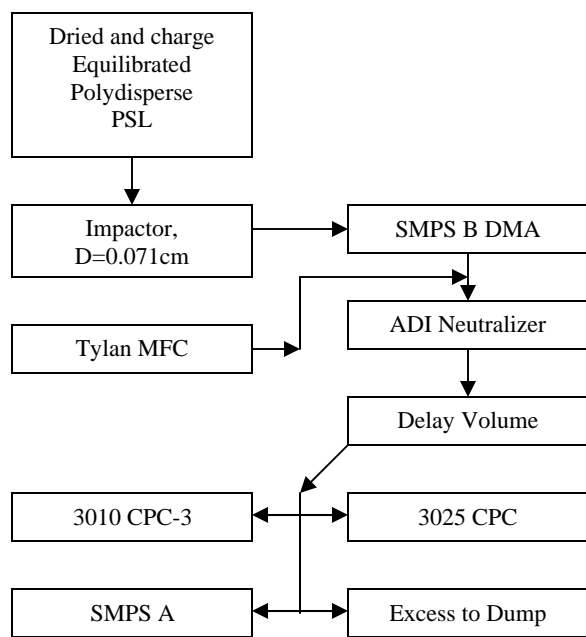 Dried and charge
Equilibrated
Polydisperse
PSL
Impactor,
D=0.071cm
SMPS B DMA
Tylan MFC
ADI Neutralizer
Delay Volume
3010 CPC-3
3025 CPC
SMPS A
Excess to Dump